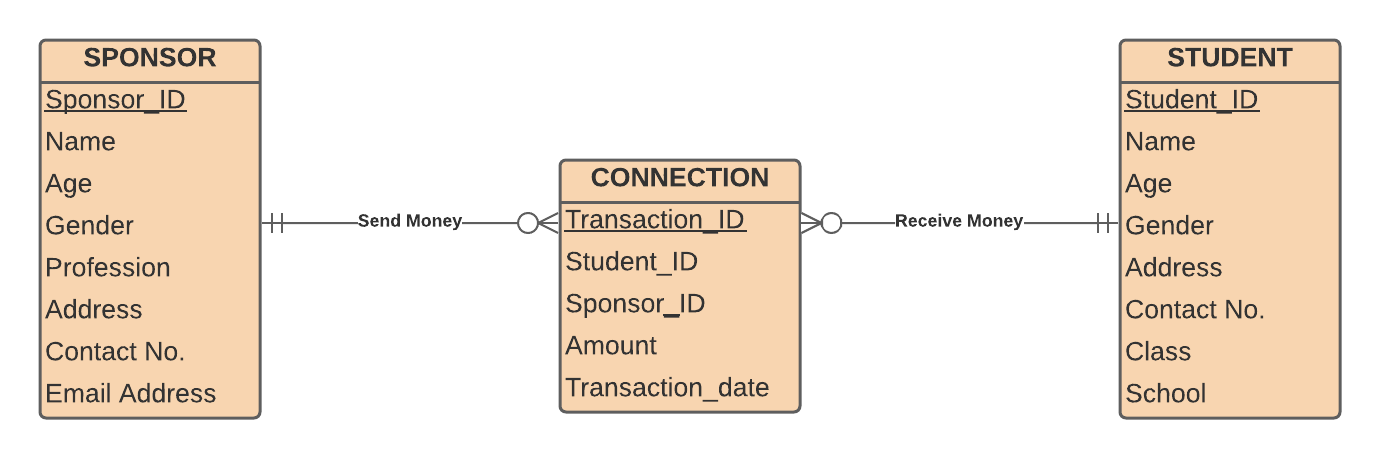 SPONSOR
Sponsor_ID
Name
Age
Gender
Profession
Address
Contact No.
Email Address
Send Money
CONNECTION
Transaction_ID
Student_ID
Sponsor_ID
Amount
Transaction_date
Receive Money
STUDENT
Student_ID
Name
Age
Gender
Address
Contact No.
Class
School